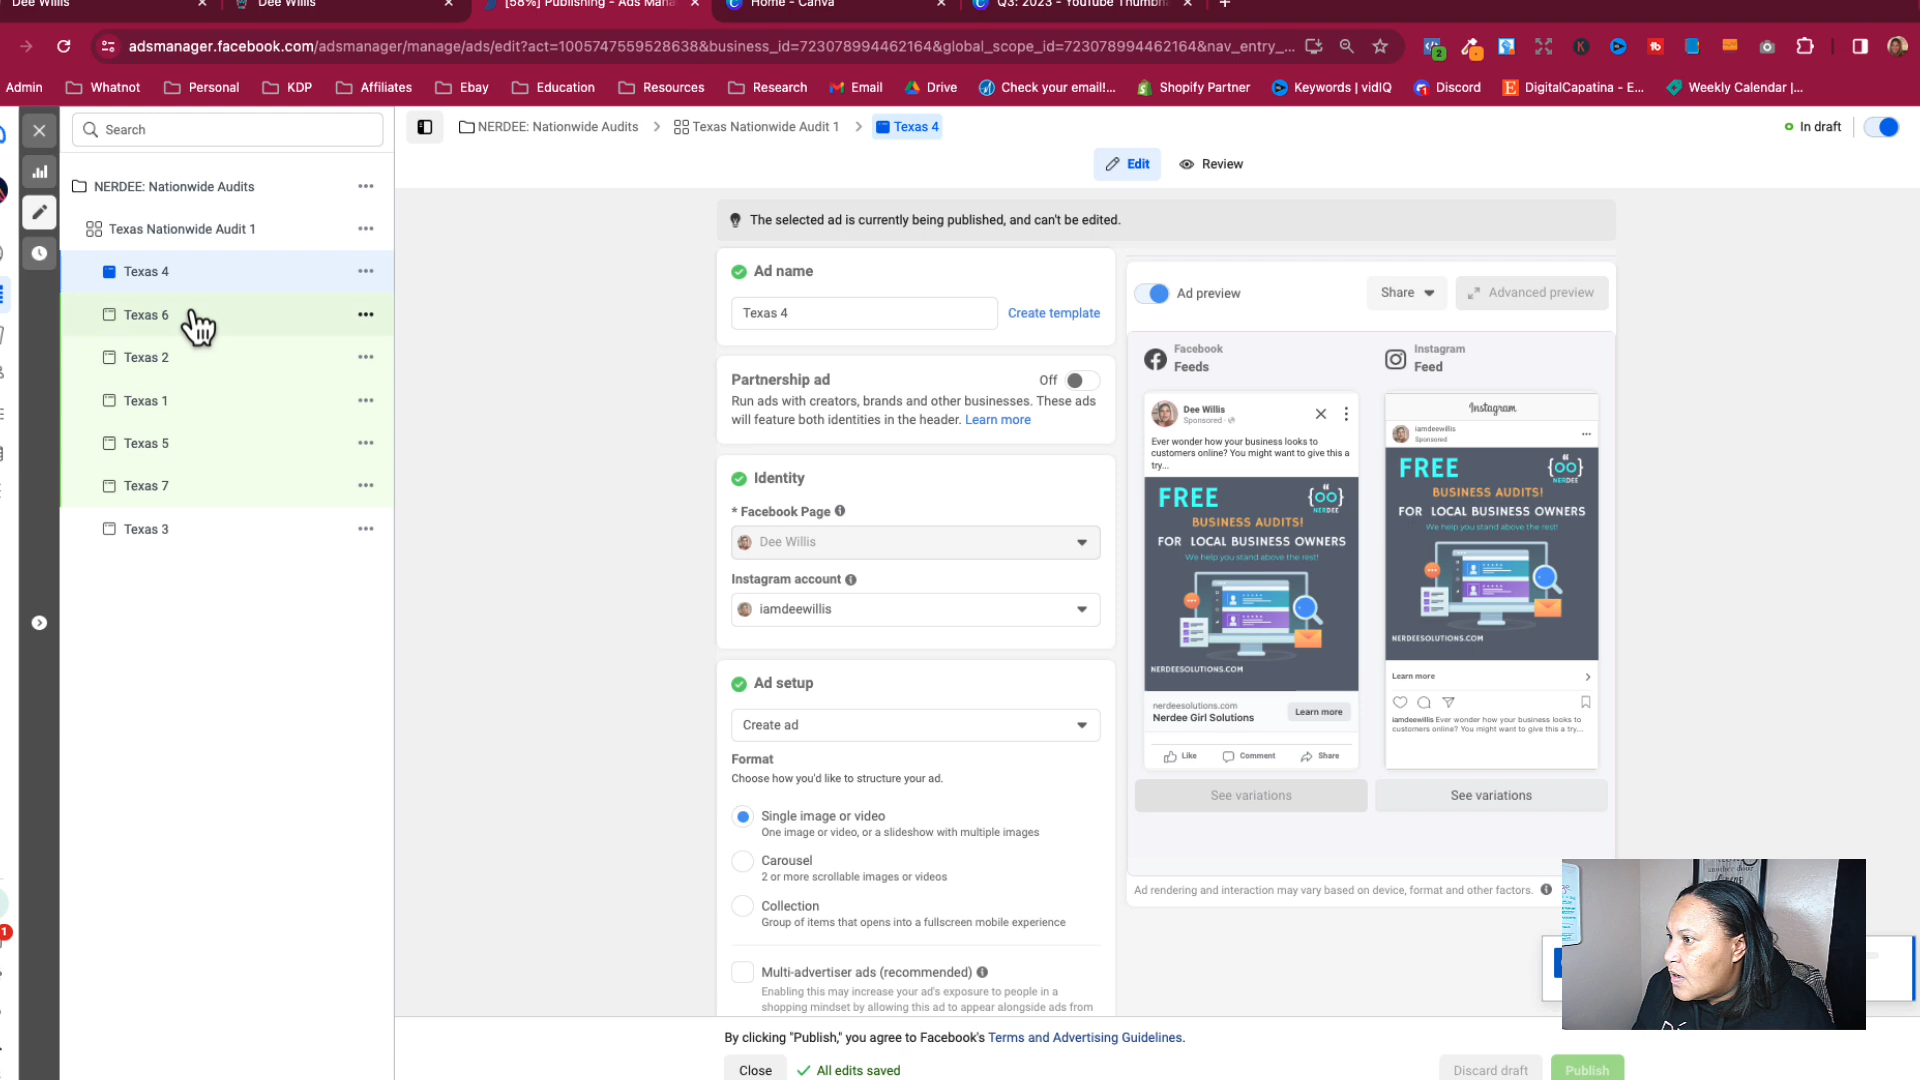 Dee Willis
Dee Willis
[58%] Publishing - Ads Mana
Home - Canva
Q3: 2023 - YouTube Thumbn
adsmanager.facebook.com/adsmanager/manage/ads/edit?act=1005747559528638&business_id=723078994462164&global_scope_id=723078994462164&nav_entry_...
Admin
Whatnot
Personal
KDP
Affiliates
Ebay
Education
Resources
Research
Email
Drive
Check your email!...
Shopify Partner
Keywords | vidIQ
Discord
DigitalCapatina - E...
Weekly Calendar |...
Search
NERDEE: Nationwide Audits
Texas Nationwide Audit 1
Texas 4
In draft
Edit
Review
NERDEE: Nationwide Audits
Texas Nationwide Audit 1
Texas 4
Texas 6
Texas 2
Texas 1
Texas 5
Texas 7
Texas 3
1
The selected ad is currently being published, and can't be edited.
Ad name
Texas 4
Create template
Partnership ad
Off
Run ads with creators, brands and other businesses. These ads
will feature both identities in the header. Learn more
Identity
* Facebook Page
Dee Willis
Instagram account
iamdeewillis
Ad setup
Create ad
Format
Choose how you'd like to structure your ad.
Single image or video
One image or video, or a slideshow with multiple images
Carousel
2 or more scrollable images or videos
Collection
Group of items that opens into a fullscreen mobile experience
Multi-advertiser ads (recommended)
Enabling this may increase your ad's exposure to people in a
shopping mindset by allowing this ad to appear alongside ads from
Ad preview
Share
Advanced preview
Facebook
Feeds
Dee Willis
Sponsored ·
Ever wonder how your business looks to
customers online? You might want to give this a
try...
FREE
NERDEE
BUSINESS AUDITS!
FOR LOCAL BUSINESS OWNERS
We help you stand above the rest!
NERDEESOLUTIONS.COM
nerdeesolutions.com
Nerdee Girl Solutions
Learn more
Like
Comment
Share
See variations
Instagram
Feed
Instagram
iamdeewillis
Sponsored
FREE
NERDEE
BUSINESS AUDITS!
FOR LOCAL BUSINESS OWNERS
We help you stand above the rest!
NERDEESOLUTIONS.COM
Learn more
iamdeewillis Ever wonder how your business looks to
customers online? You might want to give this a try...
See variations
Ad rendering and interaction may vary based on device, format and other factors.
By clicking "Publish," you agree to Facebook's Terms and Advertising Guidelines.
Close
All edits saved
Discard draft
Publish